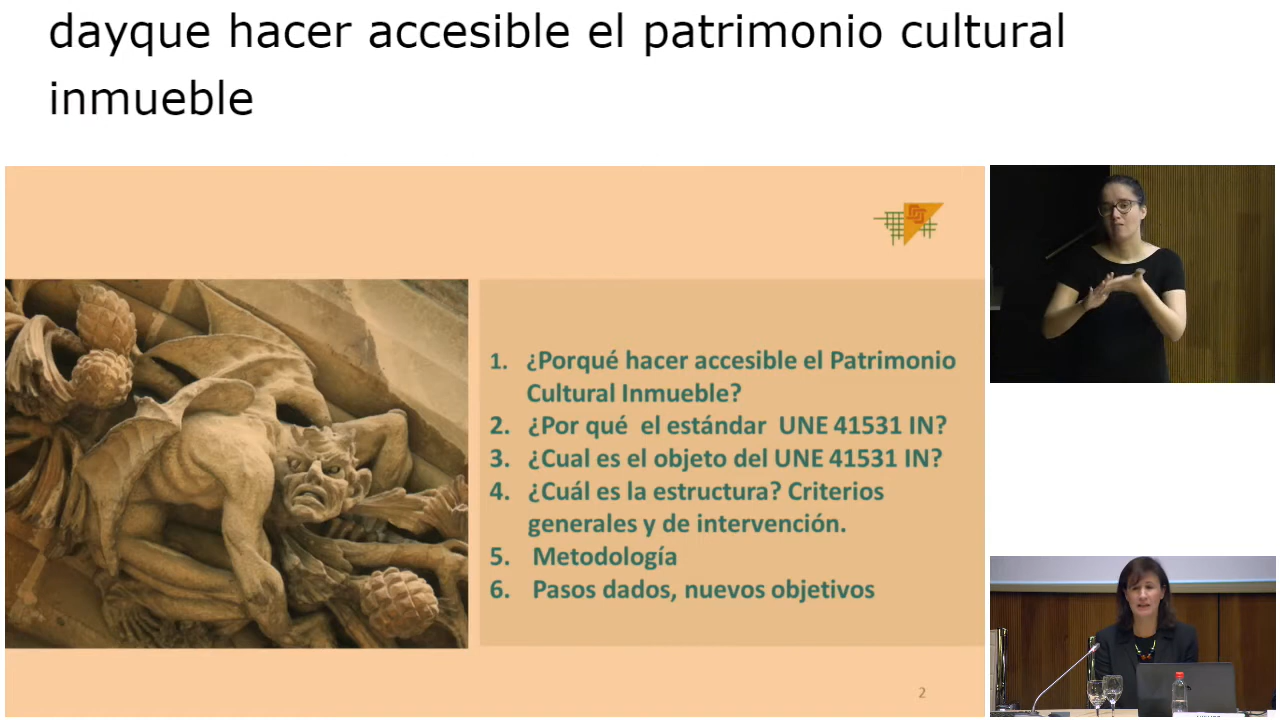 dayque hacer accesible el patrimonio cultural
inmueble
1. ¿Porqué hacer accesible el Patrimonio
Cultural Inmueble?
2. ¿Por qué el estándar UNE 41531 IN?
3. ¿Cual es el objeto del UNE 41531 IN?
4. ¿Cuál es la estructura? Criterios
generales y de intervención.
5. Metodología
6. Pasos dados, nuevos objetivos
2